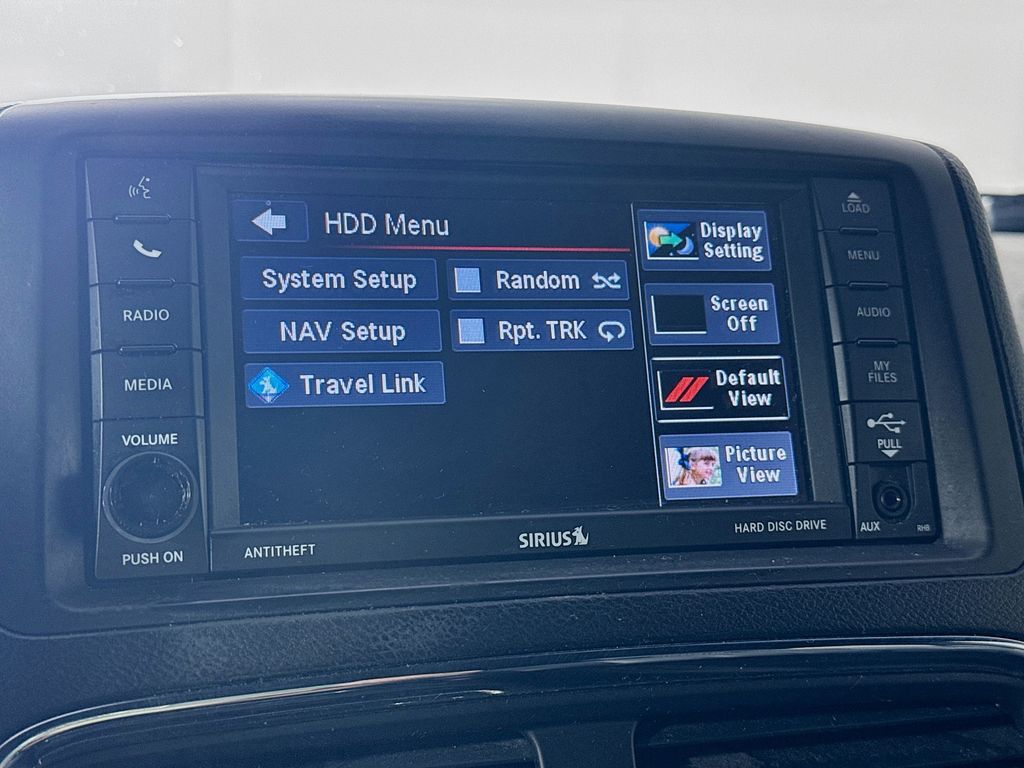 HDD Menu
System Setup
Random
NAV Setup
Rpt. TRK
Travel Link
Display
Setting
Screen
Off
Default
View
Picture
View
RADIO
MEDIA
VOLUME
PUSH ON
LOAD
MENU
AUDIO
MY
FILES
PULL
AUX
RHB
ANTITHEFT
SIRIUS
HARD DISC DRIVE